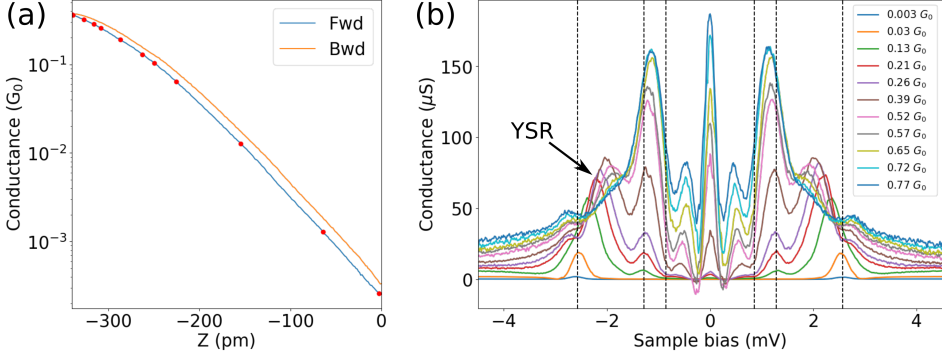 (a)
Fwd
Bwd
Conductance (G₀)
10⁻¹
10⁻²
10⁻³
−300
−200
−100
0
Z (pm)
(b)
YSR
Conductance (μS)
150
100
50
0
−4
−2
0
2
4
Sample bias (mV)
0.003 G₀
0.03 G₀
0.13 G₀
0.21 G₀
0.26 G₀
0.39 G₀
0.52 G₀
0.57 G₀
0.65 G₀
0.72 G₀
0.77 G₀